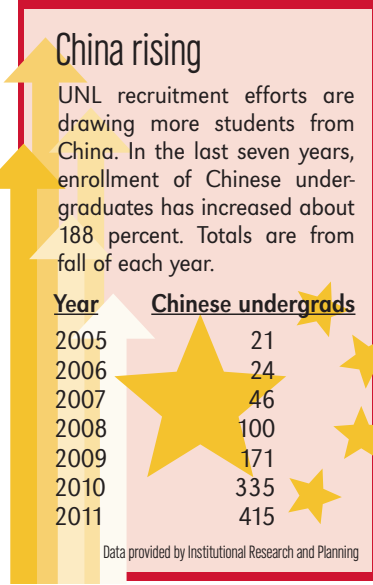 China rising
UNL recruitment efforts are
drawing more students from
China. In the last seven years,
enrollment of Chinese under-
graduates has increased about
188 percent. Totals are from
fall of each year.
Year Chinese undergrads
2005 21
2006 24
2007 46
2008 100
2009 171
2010 335
2011 415
Data provided by Institutional Research and Planning